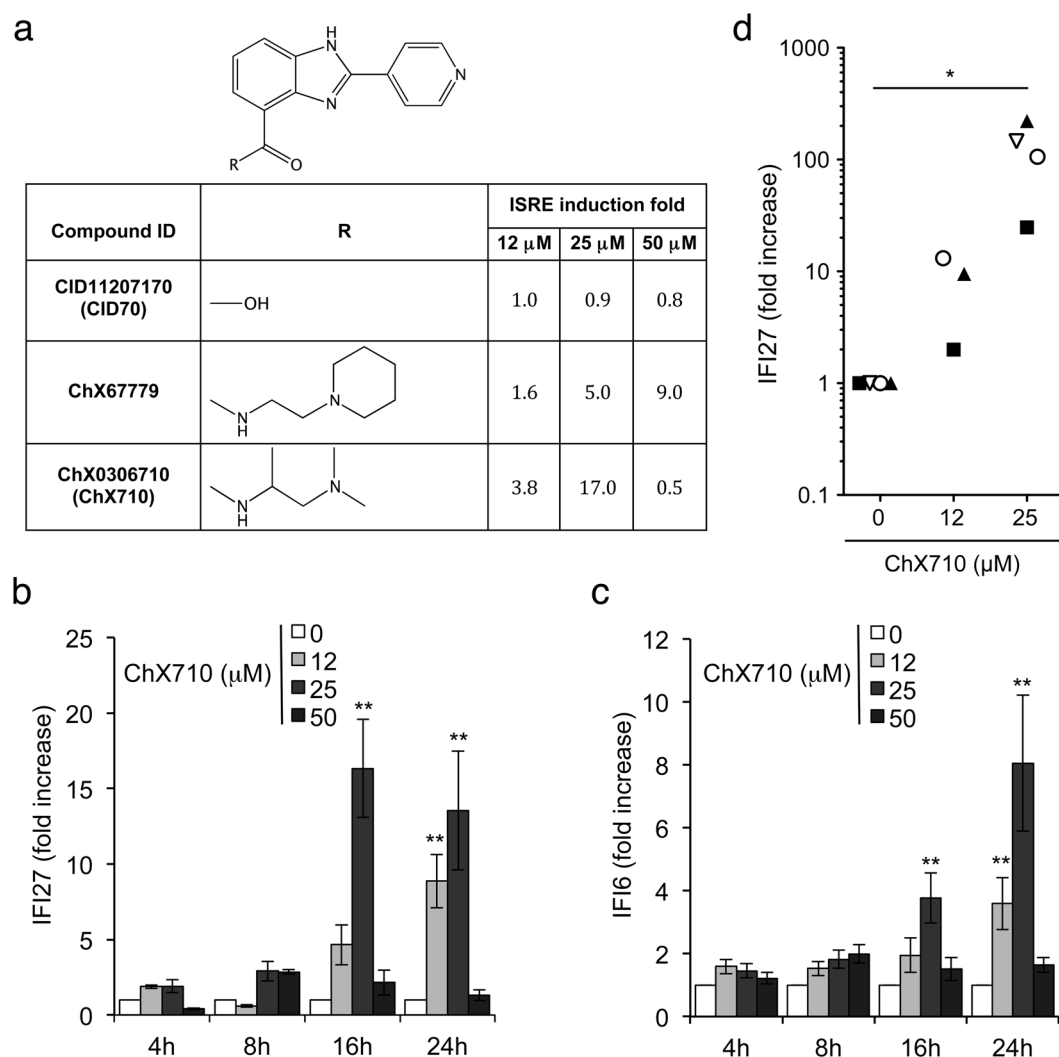 a
H
N
N
N
R
O
Compound ID
R
ISRE induction fold
12 μM 25 μM 50 μM
CID11207170
(CID70)
OH
1.0 0.9 0.8
ChX67779
N
H
N
1.6 5.0 9.0
ChX0306710
(ChX710)
N
H
N
3.8 17.0 0.5
d
IFI27 (fold increase)
1000
100
10
1
0.1
*
0 12 25
ChX710 (μM)
b
IFI27 (fold increase)
25
20
15
10
5
0
ChX710 (μM)
0
12
25
50
**
**
**
4h 8h 16h 24h
c
IFI6 (fold increase)
12
10
8
6
4
2
0
ChX710 (μM)
0
12
25
50
**
**
**
4h 8h 16h 24h